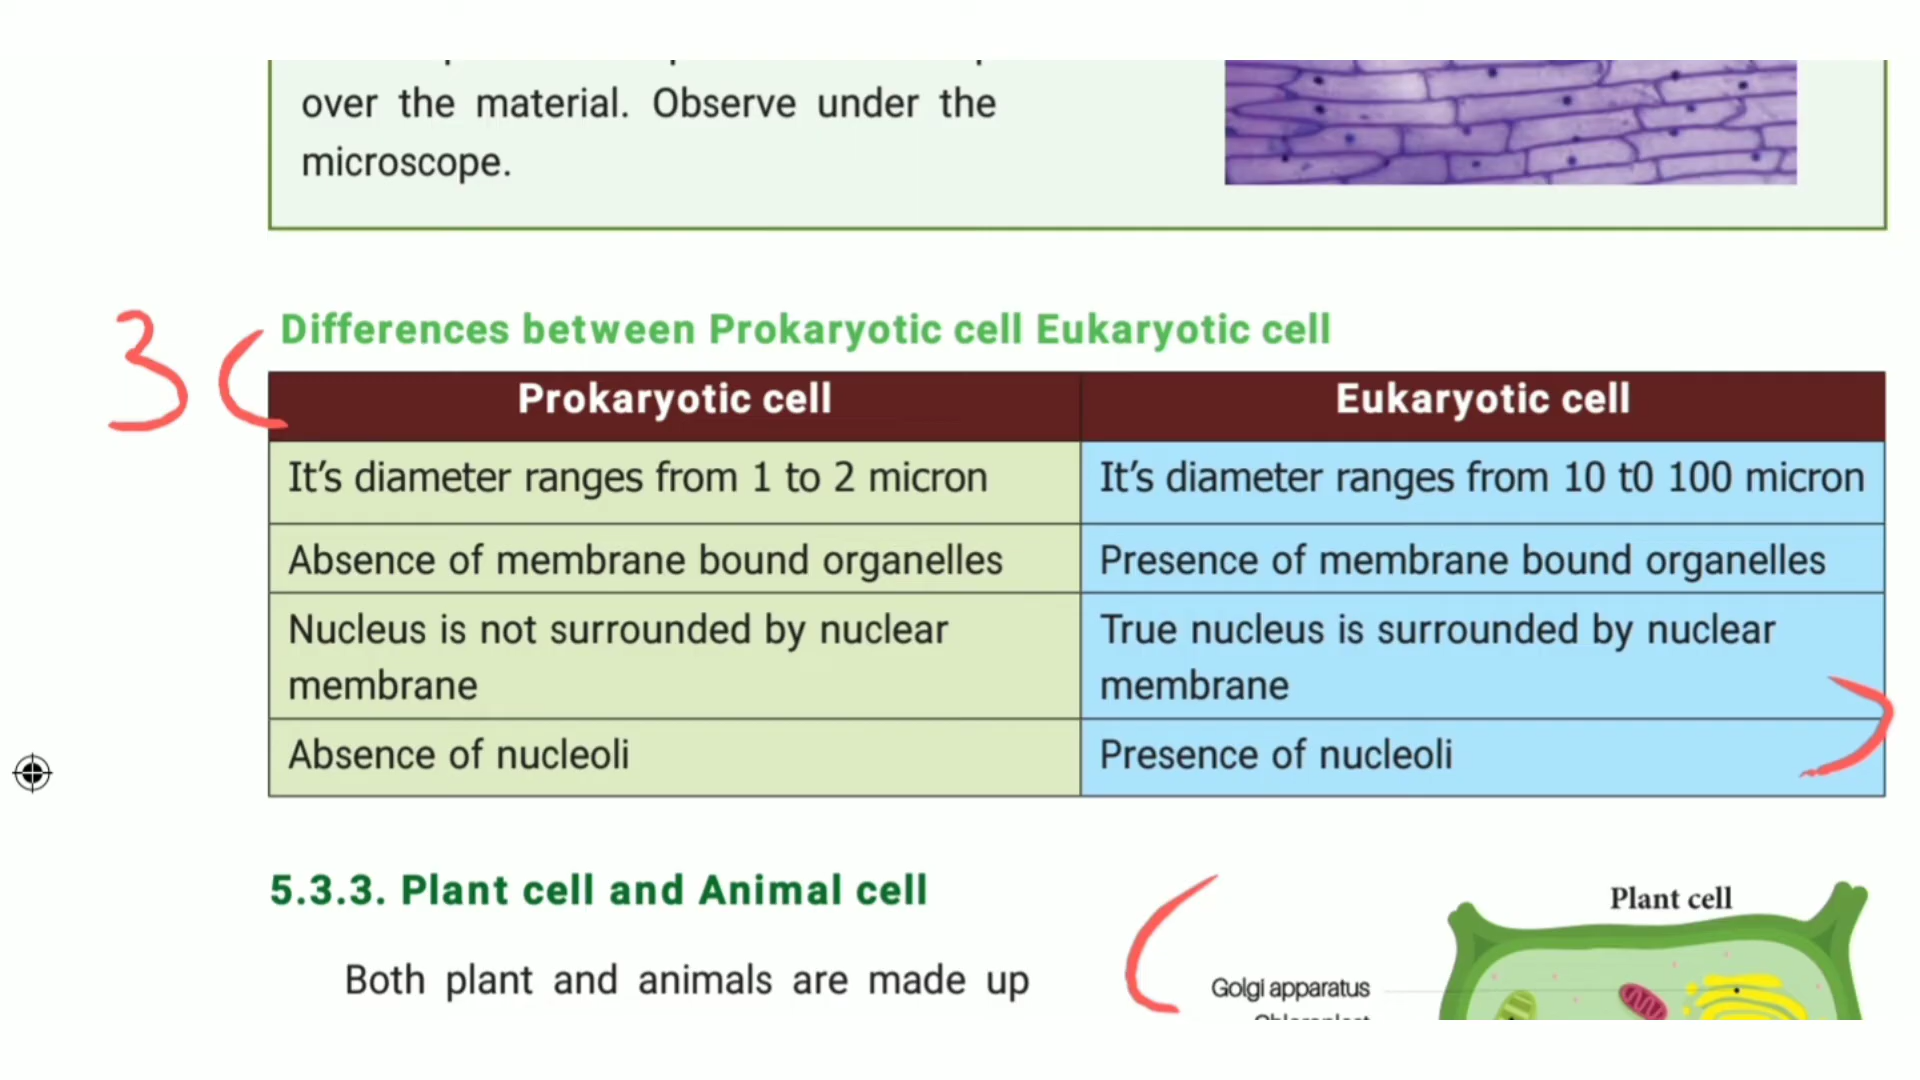 over the material. Observe under the
microscope.
3
Differences between Prokaryotic cell Eukaryotic cell
Prokaryotic cell Eukaryotic cell
It’s diameter ranges from 1 to 2 micron It’s diameter ranges from 10 t0 100 micron
Absence of membrane bound organelles Presence of membrane bound organelles
Nucleus is not surrounded by nuclear True nucleus is surrounded by nuclear
membrane membrane
Absence of nucleoli Presence of nucleoli
5.3.3. Plant cell and Animal cell
Plant cell
Both plant and animals are made up
Golgi apparatus